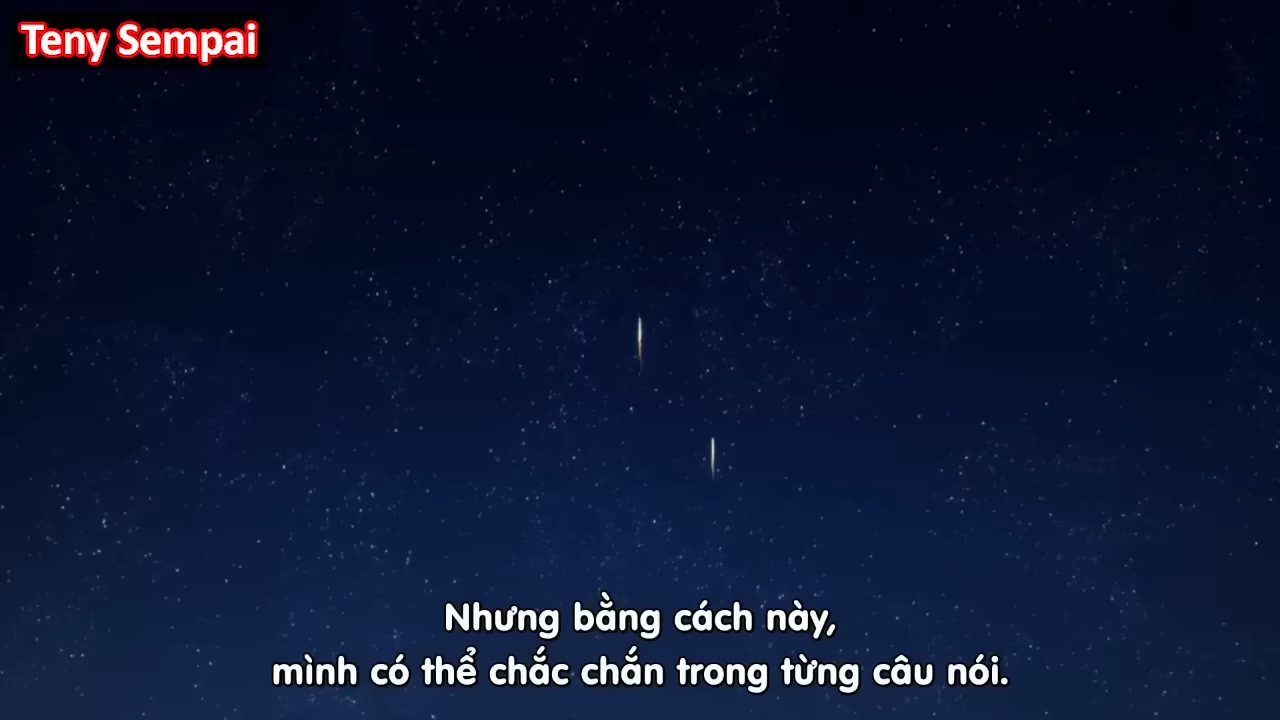 Teny Sempai
Nhưng bằng cách này,
mình có thể chắc chắn trong từng câu nói.